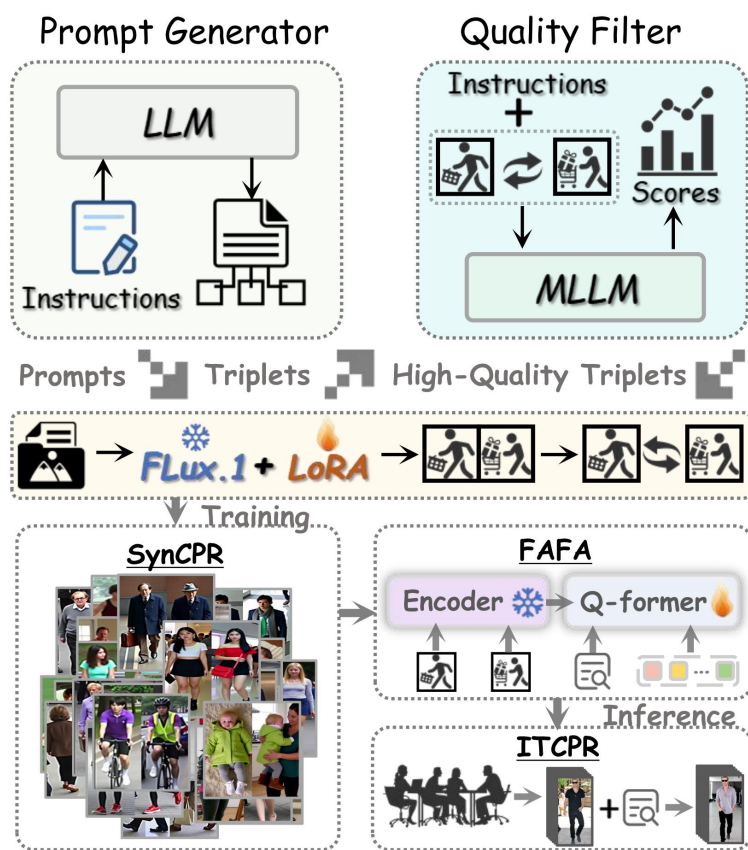 Prompt Generator
Quality Filter
LLM
Instructions
Instructions
+
Scores
MLLM
Prompts
Triplets
High-Quality Triplets
FLux.1 + LoRA
Training
SynCPR
FAFA
Encoder
Q-former
...
Inference
ITCPR
+